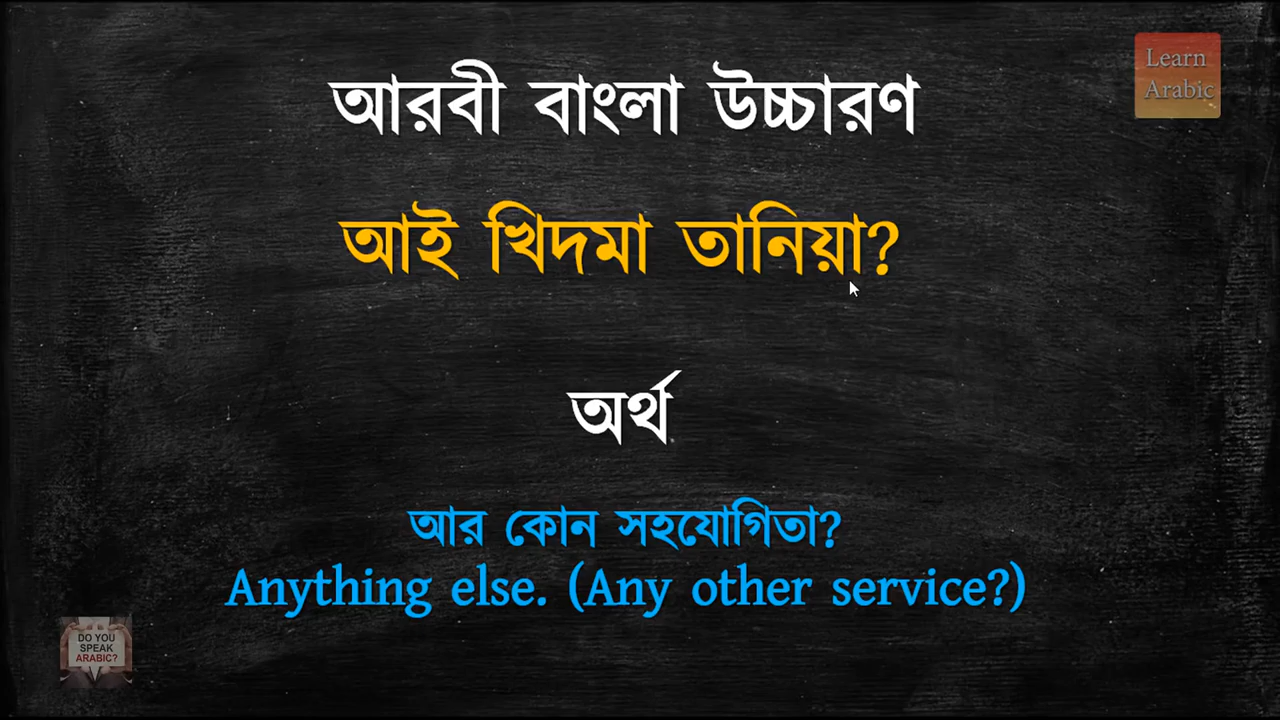 Learn
Arabic
আরবী বাংলা উচ্চারণ
আই খিদমা তানিয়া?
অর্থ
আর কোন সহযোগিতা?
Anything else. (Any other service?)
DO YOU
SPEAK
ARABIC?